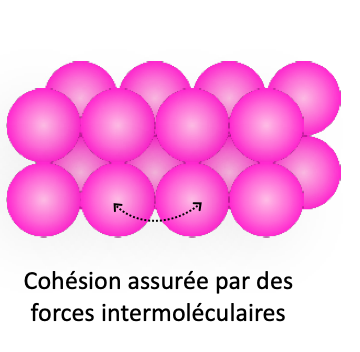 Cohésion assurée par des
forces intermoléculaires